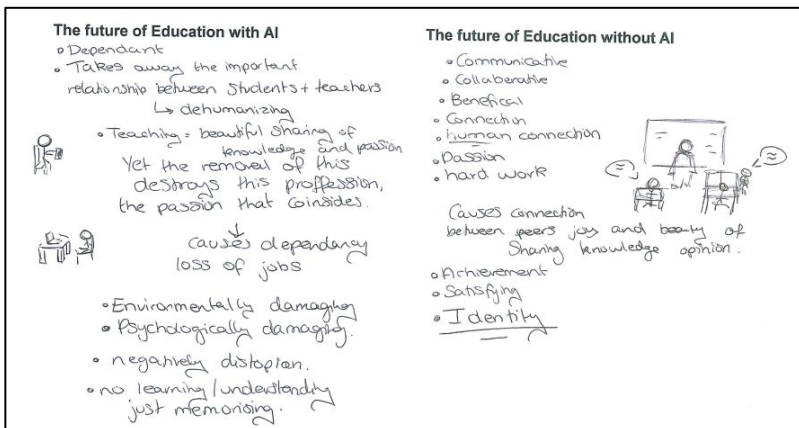 The future of Education with AI
• Dependant
• Takes away the important
relationship between students + teachers
↳ dehumanizing
• Teaching = beautiful sharing of
knowledge and passion
Yet the removal of this
destroys this proffession,
the passion that coinsides.
↓
causes dependancy
loss of jobs
• Environmentally damaging
• Psychologically damaging.
• negatively distopian.
• no learning/understanding
just memorising.
The future of Education without AI
• Communicative
• Collaberative
• Benefical
• Connection
• human connection
• Passion
• hard work
Causes connection
between peers joy and beauty of
Sharing knowledge opinion.
• Achievement
• Satisfying
• Identity